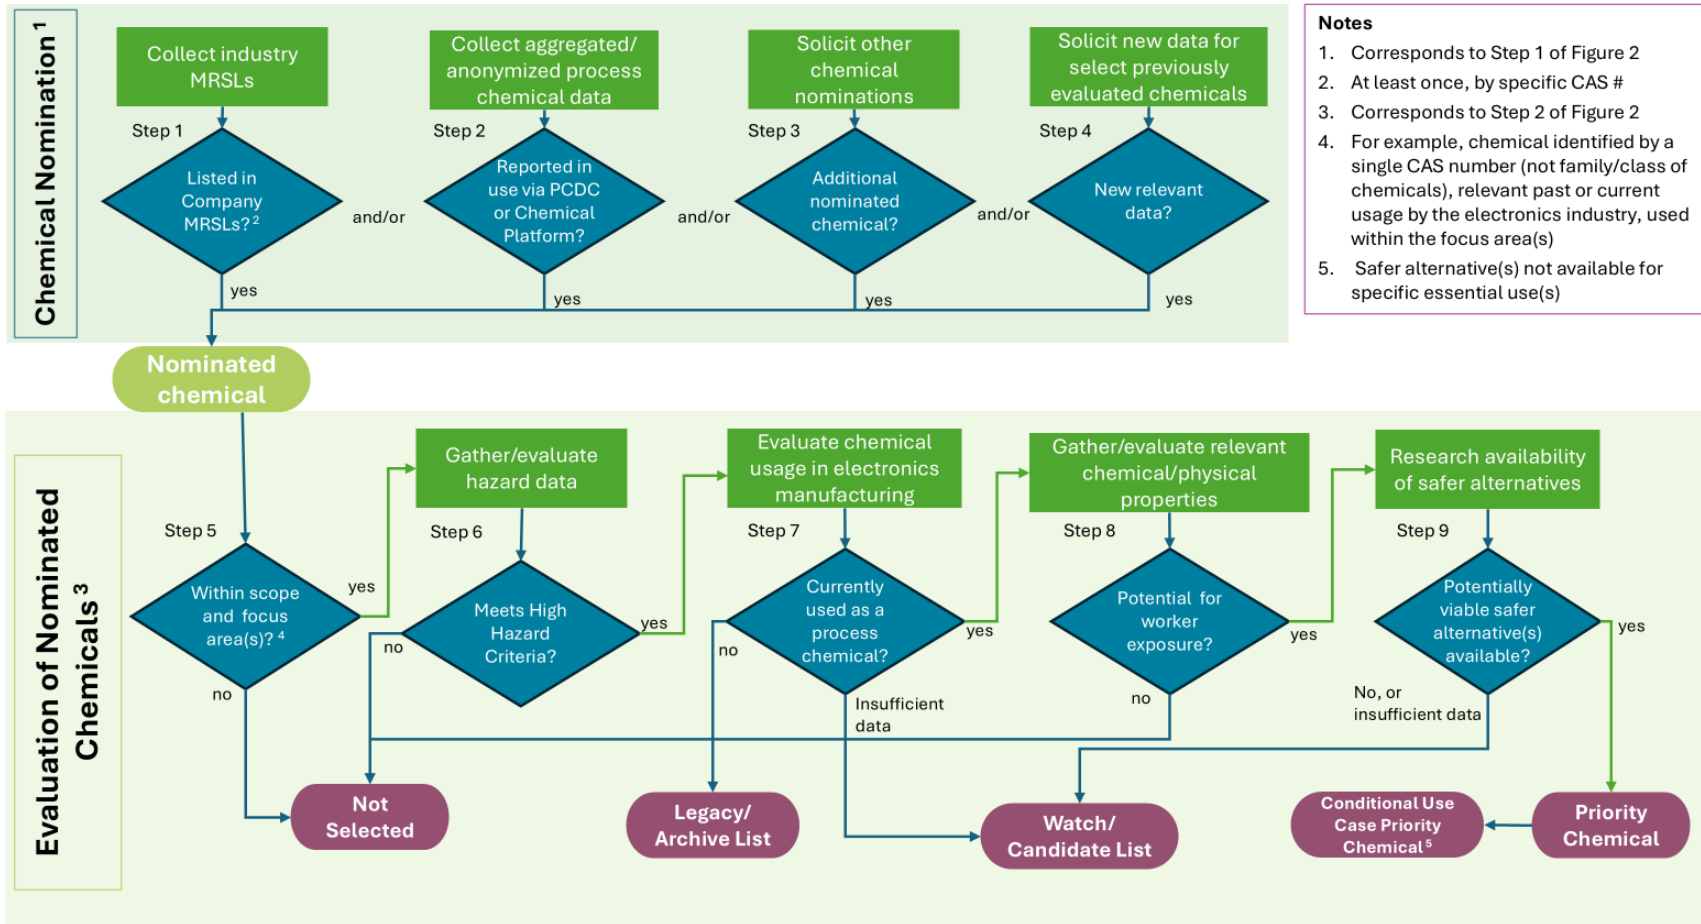 Chemical Nomination 1
Collect industry
MRSLs
Collect aggregated/
anonymized process
chemical data
Solicit other
chemical
nominations
Solicit new data for
select previously
evaluated chemicals
Step 1
Step 2
Step 3
Step 4
Listed in
Company
MRSLs? 2
and/or
Reported in
use via PCDC
or Chemical
Platform?
and/or
Additional
nominated
chemical?
and/or
New relevant
data?
yes
yes
yes
yes
Notes
1. Corresponds to Step 1 of Figure 2
2. At least once, by specific CAS #
3. Corresponds to Step 2 of Figure 2
4. For example, chemical identified by a
single CAS number (not family/class of
chemicals), relevant past or current
usage by the electronics industry, used
within the focus area(s)
5. Safer alternative(s) not available for
specific essential use(s)
Nominated
chemical
Evaluation of Nominated
Chemicals 3
Gather/evaluate
hazard data
Evaluate chemical
usage in electronics
manufacturing
Gather/evaluate relevant
chemical/physical
properties
Research availability
of safer alternatives
Step 5
Step 6
Step 7
Step 8
Step 9
Within scope
and focus
area(s)? 4
yes
no
Meets High
Hazard
Criteria?
yes
no
Currently
used as a
process
chemical?
yes
no
Insufficient
data
Potential for
worker
exposure?
yes
no
Potentially
viable safer
alternative(s)
available?
yes
No, or
insufficient data
Not
Selected
Legacy/
Archive List
Watch/
Candidate List
Conditional Use
Case Priority
Chemical 5
Priority
Chemical